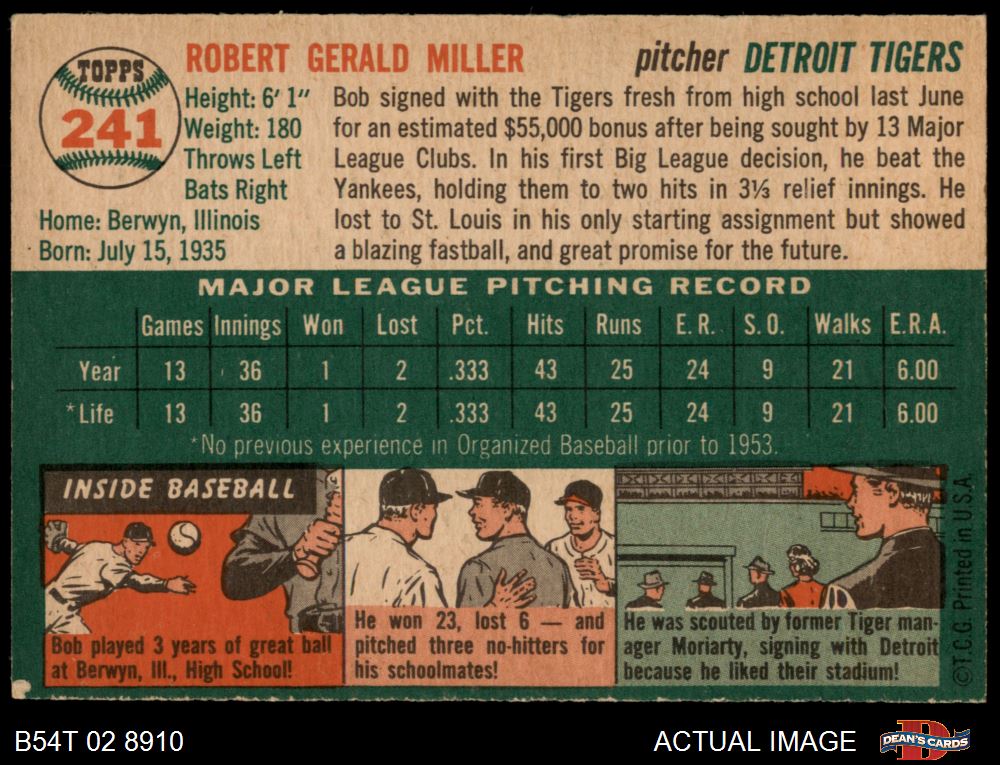 TOPPS
241
ROBERT GERALD MILLER
pitcher DETROIT TIGERS
Height: 6' 1"
Weight: 180
Throws Left
Bats Right
Home: Berwyn, Illinois
Born: July 15, 1935
Bob signed with the Tigers fresh from high school last June
for an estimated $55,000 bonus after being sought by 13 Major
League Clubs. In his first Big League decision, he beat the
Yankees, holding them to two hits in 3⅓ relief innings. He
lost to St. Louis in his only starting assignment but showed
a blazing fastball, and great promise for the future.
MAJOR LEAGUE PITCHING RECORD
Games Innings Won Lost Pct. Hits Runs E. R. S. O. Walks E.R.A.
Year 13 36 1 2 .333 43 25 24 9 21 6.00
*Life 13 36 1 2 .333 43 25 24 9 21 6.00
*No previous experience in Organized Baseball prior to 1953.
INSIDE BASEBALL
Bob played 3 years of great ball
at Berwyn, Ill., High School!
He won 23, lost 6 — and
pitched three no-hitters for
his schoolmates!
He was scouted by former Tiger man-
ager Moriarty, signing with Detroit
because he liked their stadium!
©T.C.G. Printed in U.S.A.
B54T 02 8910
ACTUAL IMAGE
DEAN'S CARDS